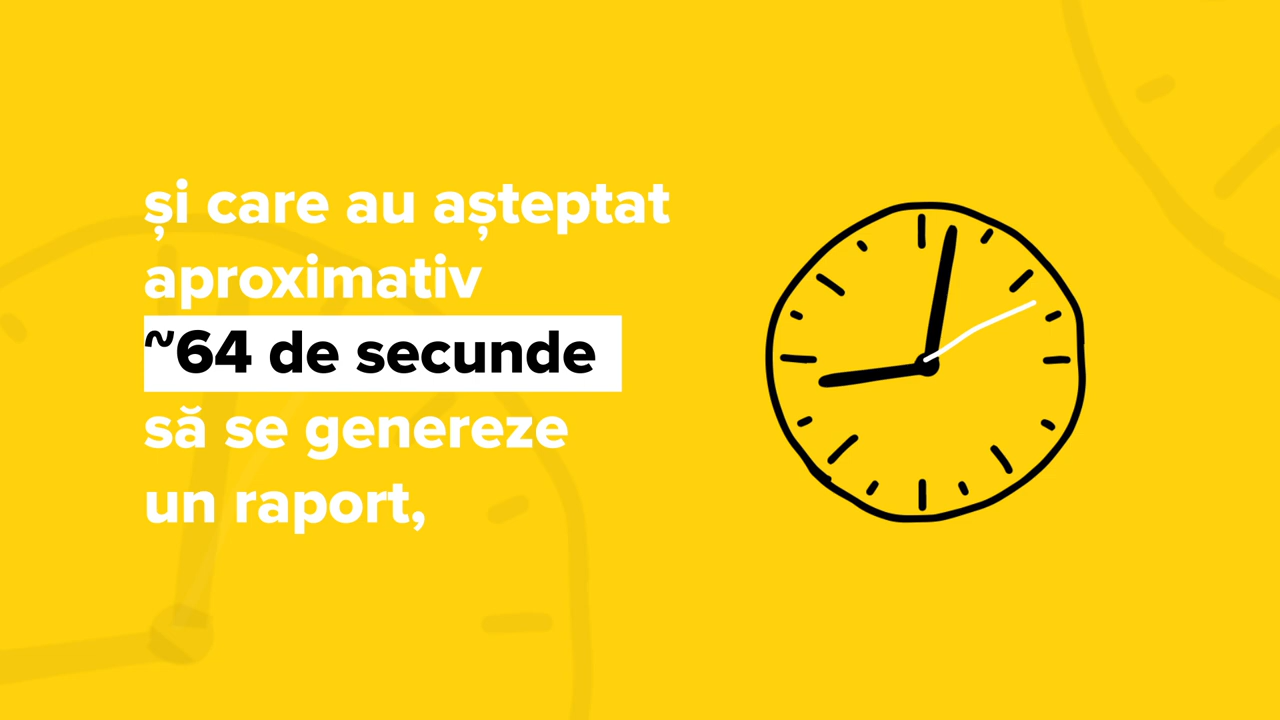 și care au așteptat
aproximativ
~64 de secunde
să se genereze
un raport,